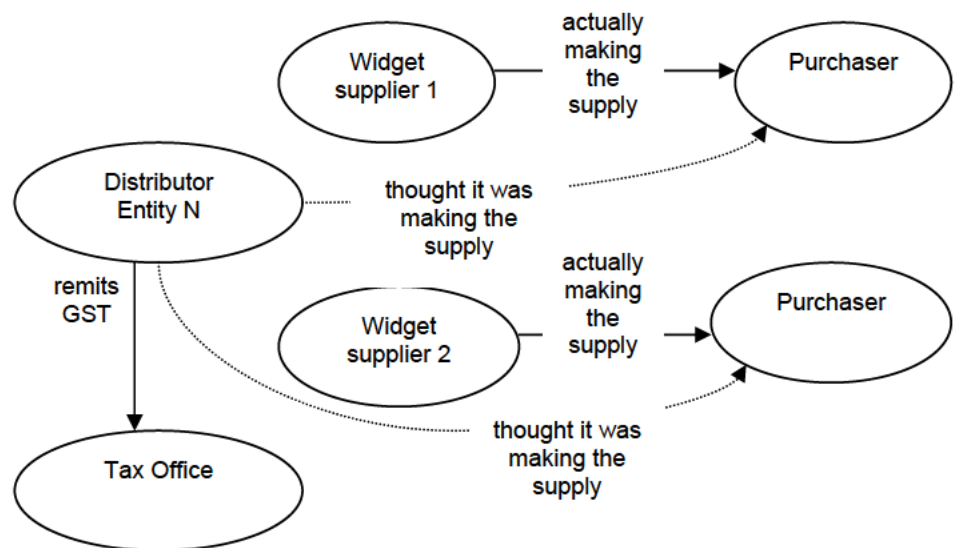 Widget
supplier 1
actually
making
the
supply
Purchaser
Distributor
Entity N
thought it was
making the
supply
remits
GST
Widget
supplier 2
actually
making
the
supply
Purchaser
thought it was
making the
supply
Tax Office